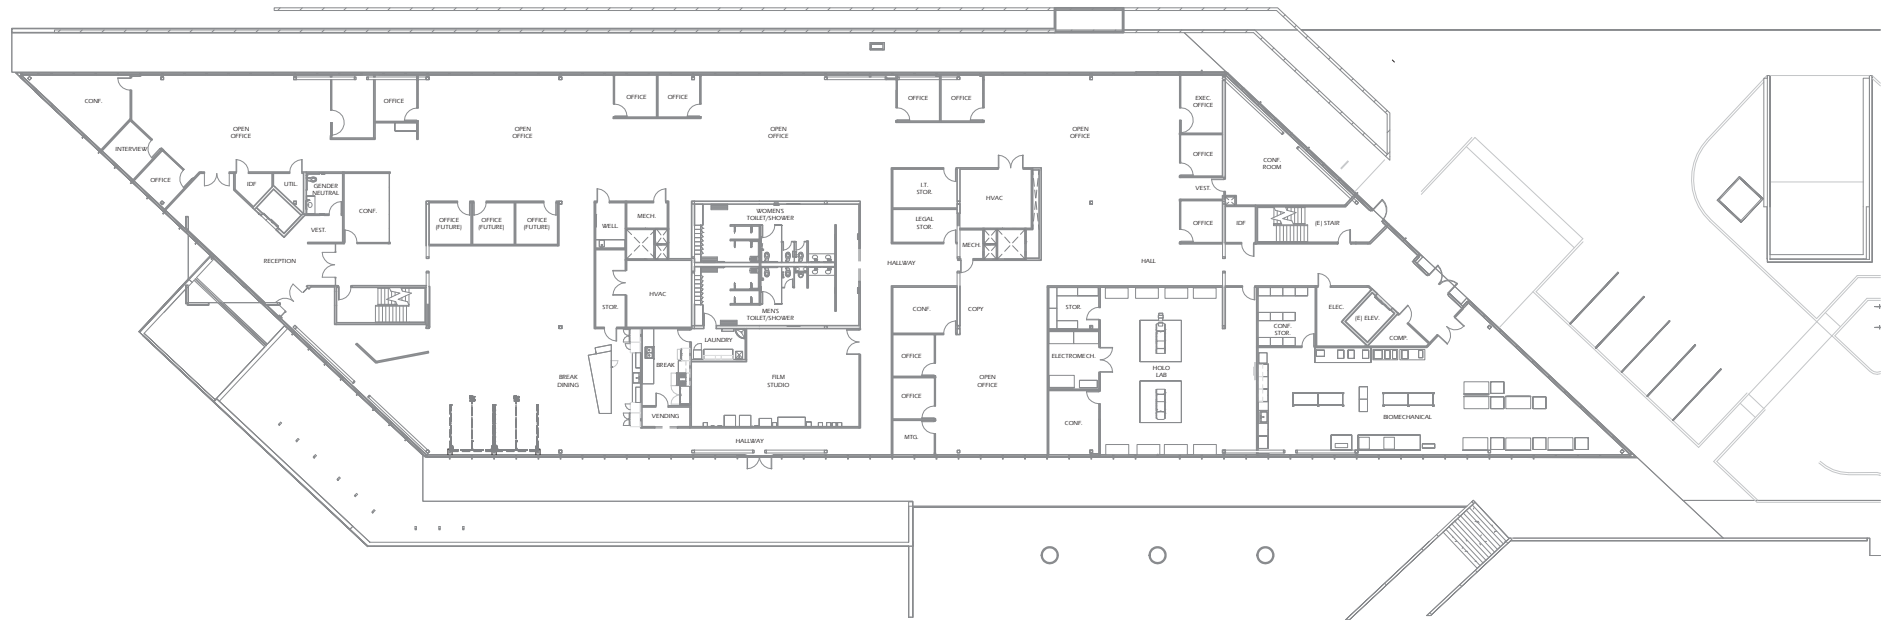 CONF.
OFFICE
OFFICE
OFFICE
OFFICE
OFFICE
EXEC.
OFFICE
OPEN
OFFICE
OPEN
OFFICE
OPEN
OFFICE
OPEN
OFFICE
INTERVIEW
OFFICE
CONF.
ROOM
OFFICE
IDF
UTIL.
GENDER
NEUTRAL
I.T.
STOR.
VEST.
HVAC
CONF.
OFFICE
(FUTURE)
OFFICE
(FUTURE)
OFFICE
(FUTURE)
WELL.
MECH.
WOMEN'S
TOILET/SHOWER
LEGAL
STOR.
OFFICE
IDF
(E) STAIR
VEST.
MECH.
RECEPTION
HALLWAY
HALL
STOR.
HVAC
MEN'S
TOILET/SHOWER
CONF.
COPY
STOR.
ELEC.
(E) ELEV.
CONF.
STOR.
COMP.
LAUNDRY
OFFICE
ELECTROMECH.
BREAK
HOLO
LAB
BREAK
DINING
FILM
STUDIO
OPEN
OFFICE
OFFICE
VENDING
BIOMECHANICAL
CONF.
HALLWAY
MTG.